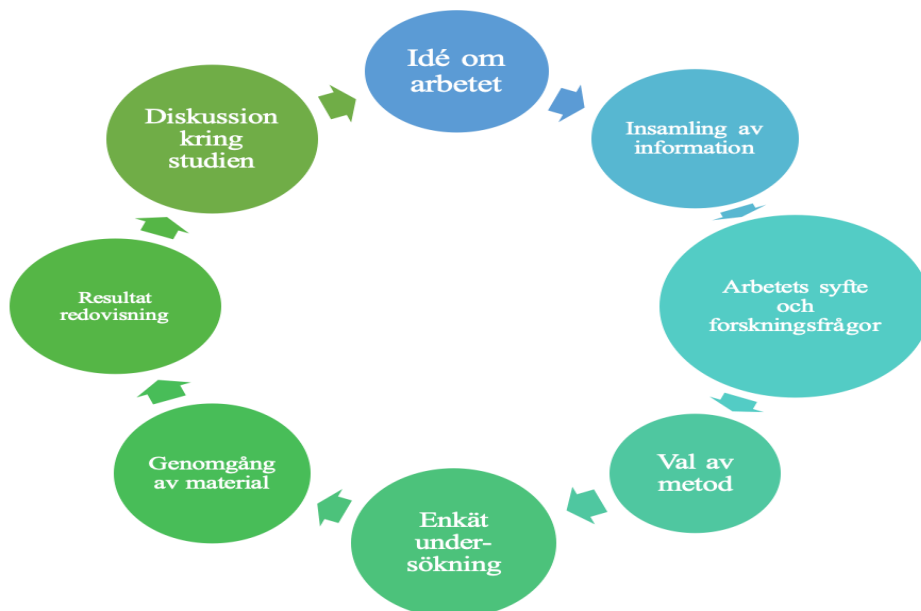 Idé om
arbetet
Insamling av
information
Arbetets syfte
och
forskningsfrågor
Val av
metod
Enkät
under-
sökning
Genomgång
av material
Resultat
redovisning
Diskussion
kring
studien